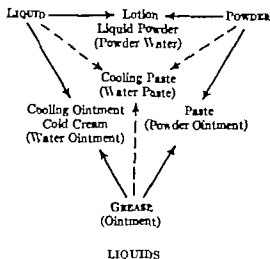 LIQUID Lotion POWDER
Liquid Powder
(Powder Water)
Cooling Paste
(Water Paste)
Cooling Ointment Paste
Cold Cream (Powder Ointment)
(Water Ointment)
GREASE
(Ointment)
LIQUIDS